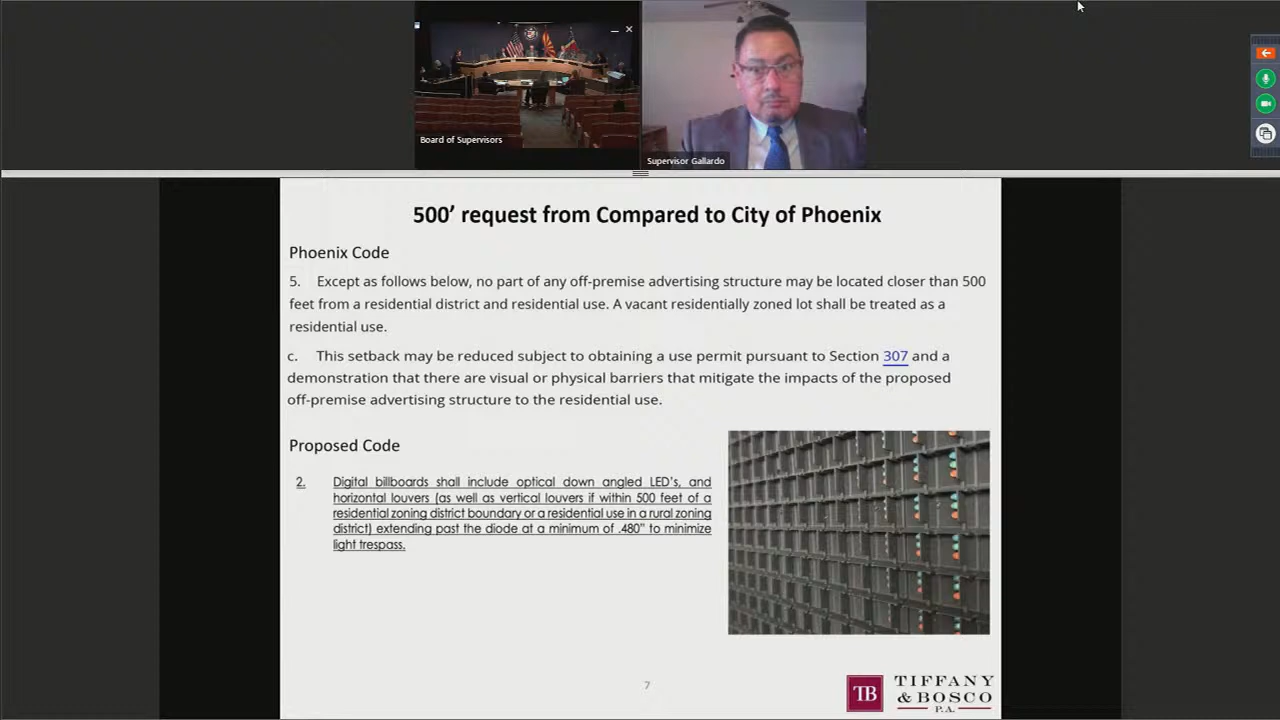 Board of Supervisors
Supervisor Gallardo
500’ request from Compared to City of Phoenix
Phoenix Code
5. Except as follows below, no part of any off-premise advertising structure may be located closer than 500
feet from a residential district and residential use. A vacant residentially zoned lot shall be treated as a
residential use.
c. This setback may be reduced subject to obtaining a use permit pursuant to Section 307 and a
demonstration that there are visual or physical barriers that mitigate the impacts of the proposed
off-premise advertising structure to the residential use.
Proposed Code
2. Digital billboards shall include optical down angled LED’s, and
horizontal louvers (as well as vertical louvers if within 500 feet of a
residential zoning district boundary or a residential use in a rural zoning
district) extending past the diode at a minimum of .480" to minimize
light trespass.
7
TB
TIFFANY
& BOSCO
P.A.